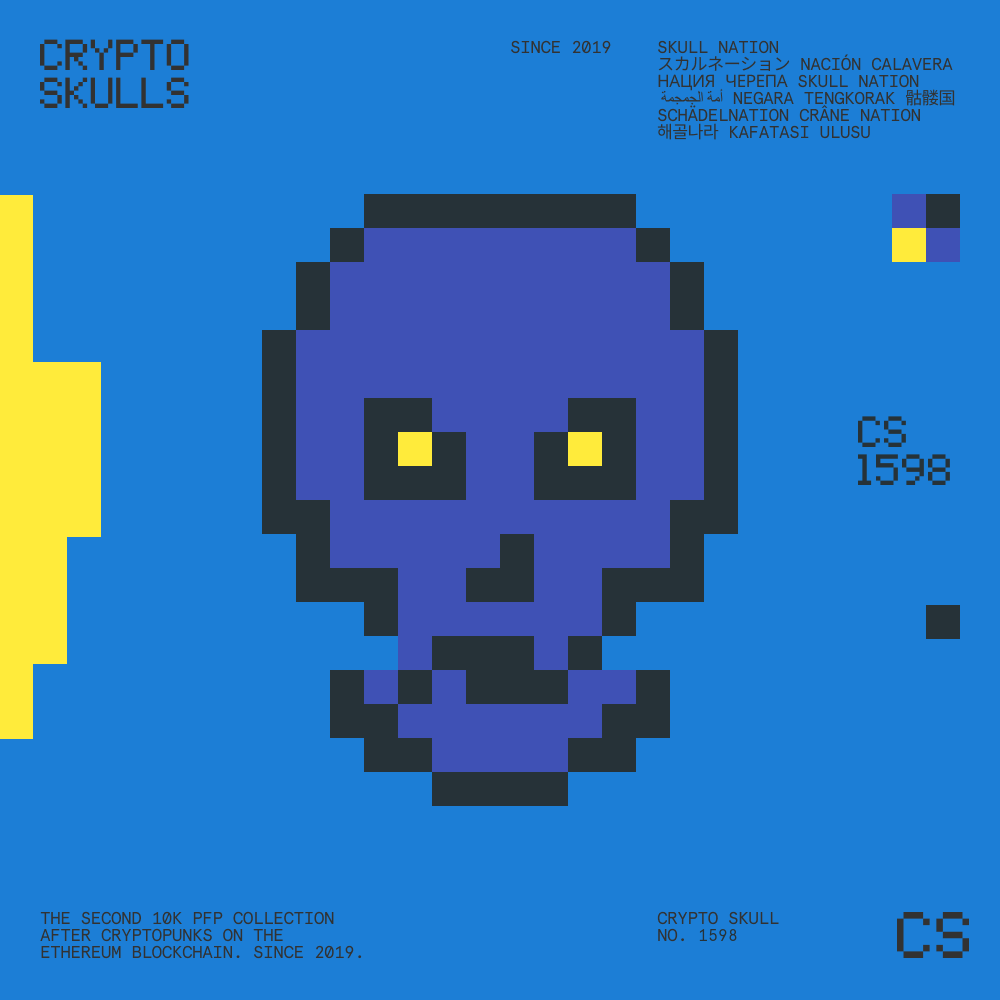 CRYPTO
SKULLS
SINCE 2019
SKULL NATION
スカルネーション NACIÓN CALAVERA
НАЦИЯ ЧЕРЕПА SKULL NATION
أمة الجمجمة NEGARA TENGKORAK 骷髅国
SCHÄDELNATION CRÂNE NATION
해골나라 KAFATASI ULUSU
CS
1598
THE SECOND 10K PFP COLLECTION
AFTER CRYPTOPUNKS ON THE
ETHEREUM BLOCKCHAIN. SINCE 2019.
CRYPTO SKULL
NO. 1598
CS